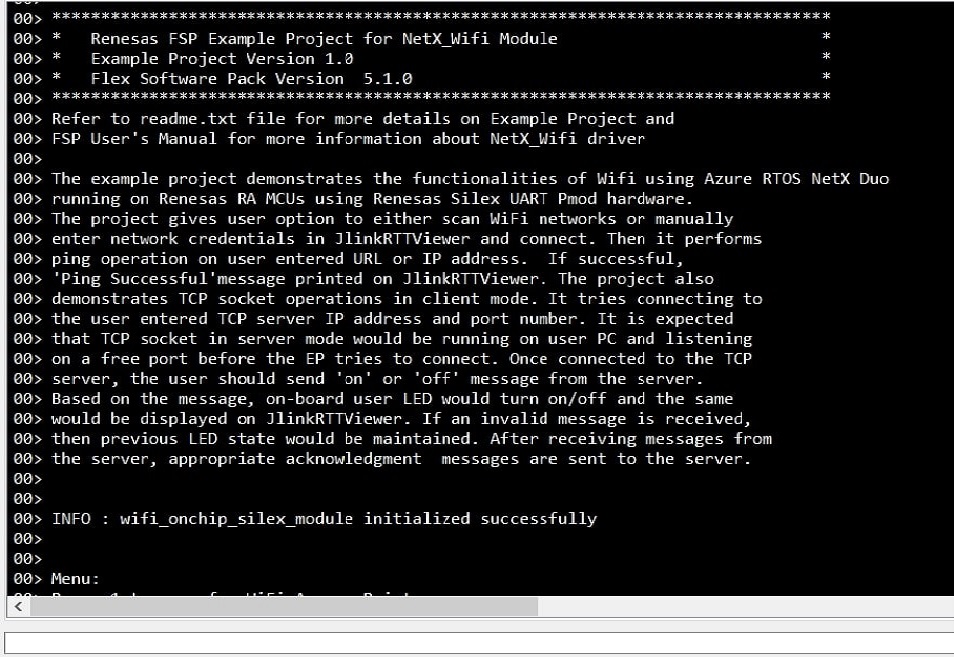 00> *******************************************************************************
00> *   Renesas FSP Example Project for NetX_Wifi Module                           *
00> *   Example Project Version 1.0                                                *
00> *   Flex Software Pack Version  5.1.0                                          *
00> *******************************************************************************
00> Refer to readme.txt file for more details on Example Project and
00> FSP User's Manual for more information about NetX_Wifi driver
00>
00> The example project demonstrates the functionalities of Wifi using Azure RTOS NetX Duo
00> running on Renesas RA MCUs using Renesas Silex UART Pmod hardware.
00> The project gives user option to either scan WiFi networks or manually
00> enter network credentials in JlinkRTTViewer and connect. Then it performs
00> ping operation on user entered URL or IP address.  If successful,
00> 'Ping Successful'message printed on JlinkRTTViewer. The project also
00> demonstrates TCP socket operations in client mode. It tries connecting to
00> the user entered TCP server IP address and port number. It is expected
00> that TCP socket in server mode would be running on user PC and listening
00> on a free port before the EP tries to connect. Once connected to the TCP
00> server, the user should send 'on' or 'off' message from the server.
00> Based on the message, on-board user LED would turn on/off and the same
00> would be displayed on JlinkRTTViewer. If an invalid message is received,
00> then previous LED state would be maintained. After receiving messages from
00> the server, appropriate acknowledgment  messages are sent to the server.
00>
00>
00> INFO : wifi_onchip_silex_module initialized successfully
00>
00>
00> Menu: